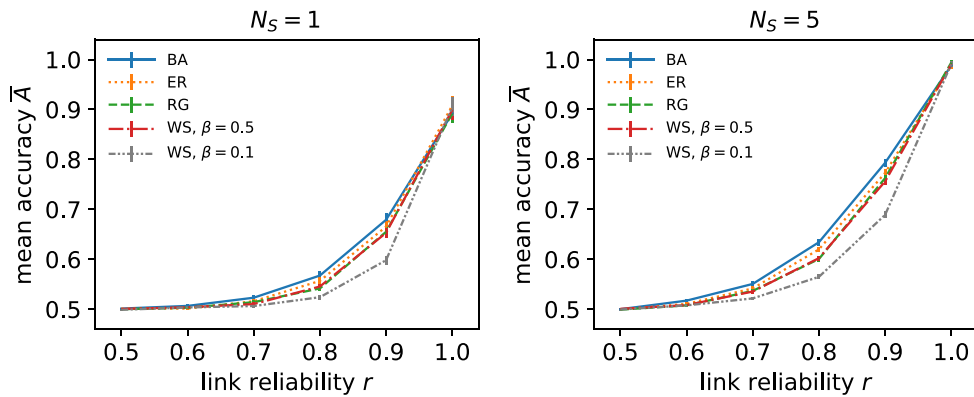 N_S = 1
mean accuracy A̅
1.0
0.9
0.8
0.7
0.6
0.5
BA
ER
RG
WS, β = 0.5
WS, β = 0.1
0.5 0.6 0.7 0.8 0.9 1.0
link reliability r
N_S = 5
mean accuracy A̅
1.0
0.9
0.8
0.7
0.6
0.5
BA
ER
RG
WS, β = 0.5
WS, β = 0.1
0.5 0.6 0.7 0.8 0.9 1.0
link reliability r